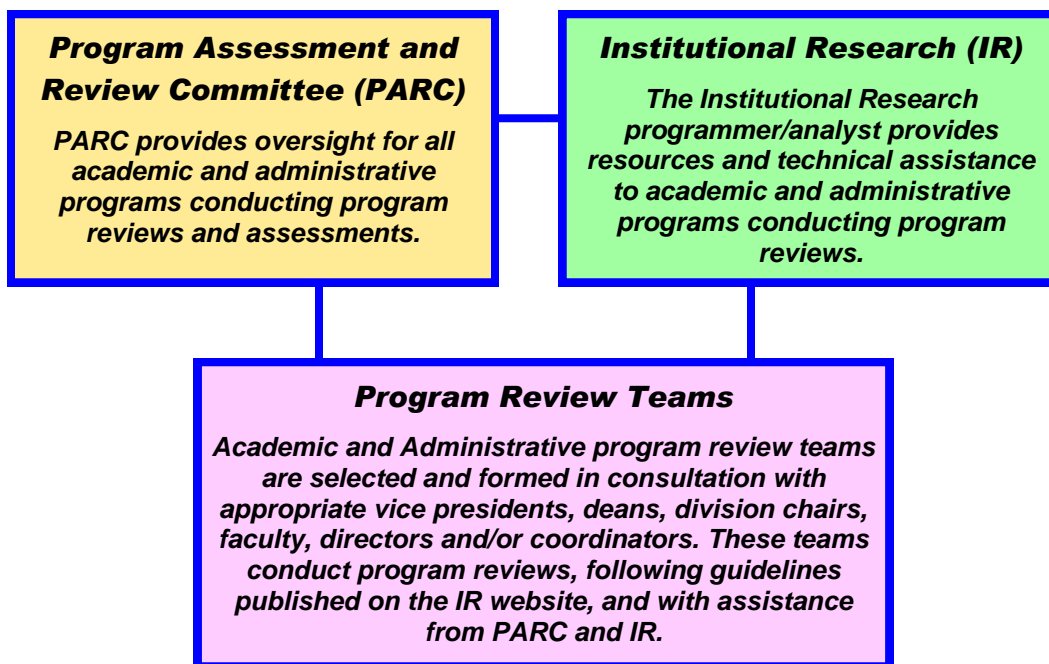 Program Assessment and
Review Committee (PARC)
PARC provides oversight for all
academic and administrative
programs conducting program
reviews and assessments.
Institutional Research (IR)
The Institutional Research
programmer/analyst provides
resources and technical assistance
to academic and administrative
programs conducting program
reviews.
Program Review Teams
Academic and Administrative program review teams
are selected and formed in consultation with
appropriate vice presidents, deans, division chairs,
faculty, directors and/or coordinators. These teams
conduct program reviews, following guidelines
published on the IR website, and with assistance
from PARC and IR.